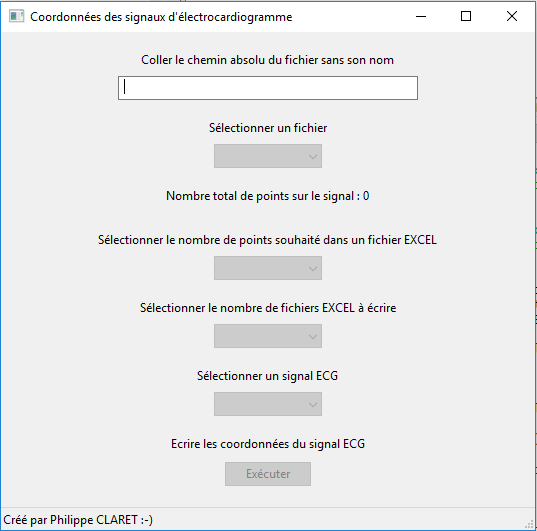 Coordonnées des signaux d'électrocardiogramme
Coller le chemin absolu du fichier sans son nom
Sélectionner un fichier
Nombre total de points sur le signal : 0
Sélectionner le nombre de points souhaité dans un fichier EXCEL
Sélectionner le nombre de fichiers EXCEL à écrire
Sélectionner un signal ECG
Ecrire les coordonnées du signal ECG
Exécuter
Créé par Philippe CLARET :-)